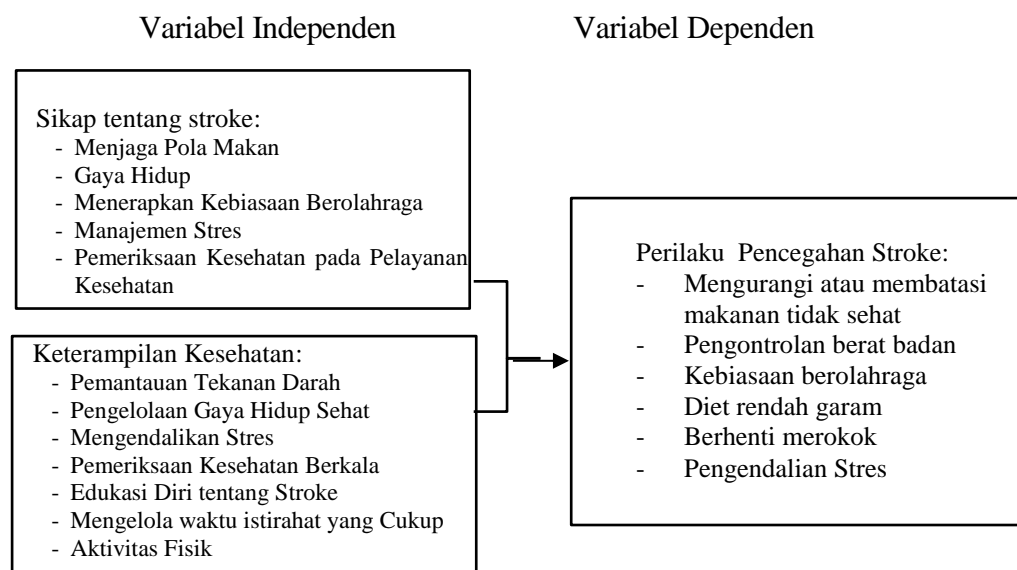 Variabel Independen
Variabel Dependen
Sikap tentang stroke:
- Menjaga Pola Makan
- Gaya Hidup
- Menerapkan Kebiasaan Berolahraga
- Manajemen Stres
- Pemeriksaan Kesehatan pada Pelayanan
Kesehatan
Keterampilan Kesehatan:
- Pemantauan Tekanan Darah
- Pengelolaan Gaya Hidup Sehat
- Mengendalikan Stres
- Pemeriksaan Kesehatan Berkala
- Edukasi Diri tentang Stroke
- Mengelola waktu istirahat yang Cukup
- Aktivitas Fisik
Perilaku Pencegahan Stroke:
- Mengurangi atau membatasi
makanan tidak sehat
- Pengontrolan berat badan
- Kebiasaan berolahraga
- Diet rendah garam
- Berhenti merokok
- Pengendalian Stres